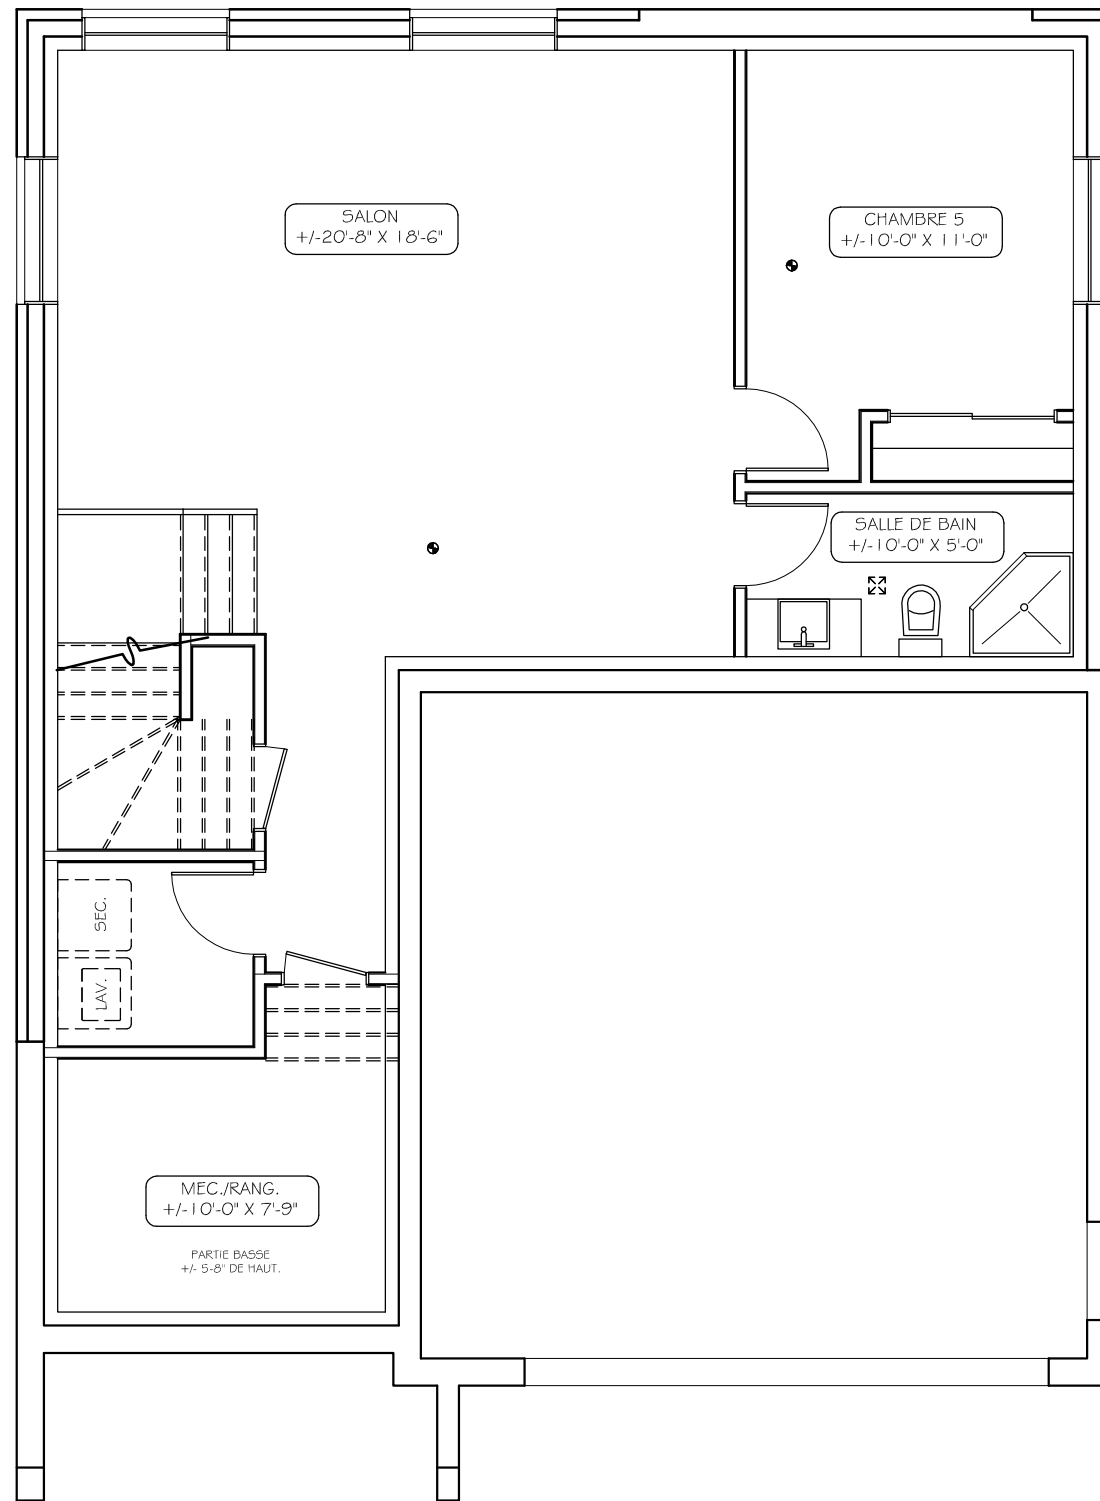 SALON
+/-20'-8" X 18'-6"
CHAMBRE 5
+/-10'-0" X 11'-0"
SALLE DE BAIN
+/-10'-0" X 5'-0"
SEC.
LAV.
MEC./RANG.
+/-10'-0" X 7'-9"
PARTIE BASSE
+/- 5-8" DE HAUT.